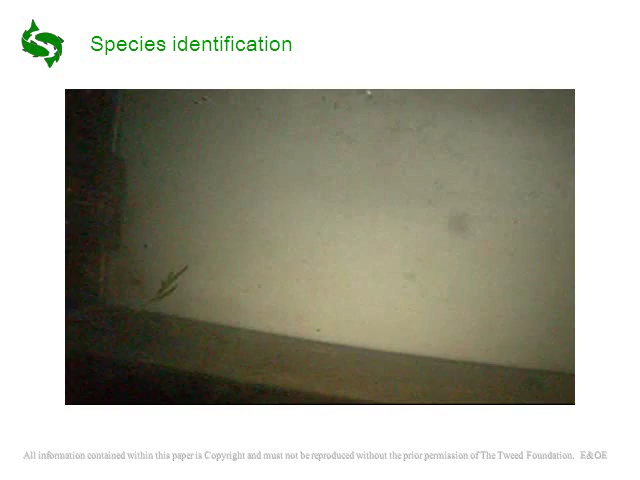 Species identification
All information contained within this paper is Copyright and must not be reproduced without the prior permission of The Tweed Foundation. E&OE